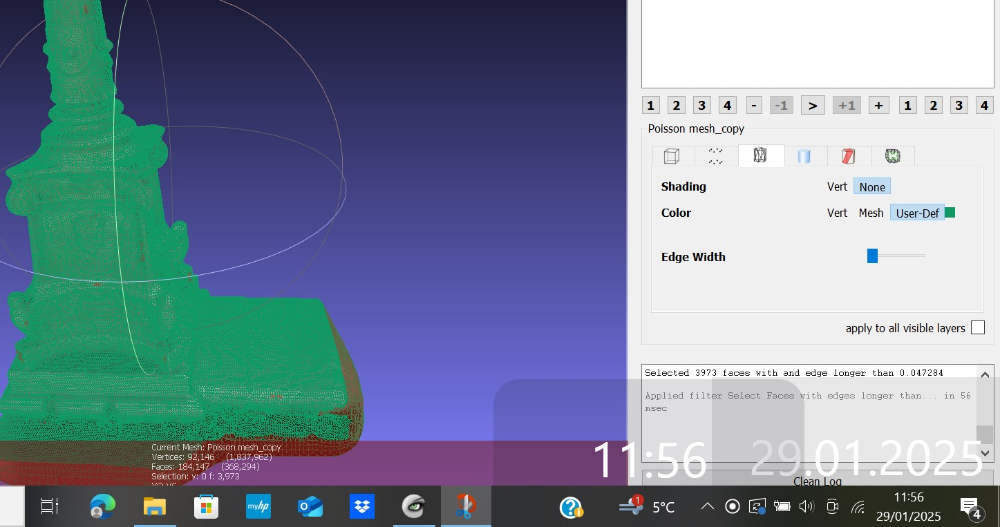 1 2 3 4 - -1 > +1 + 1 2 3 4
Poisson mesh_copy
Shading Vert None
Color Vert Mesh User-Def
Edge Width
apply to all visible layers
Selected 3973 faces with and edge longer than 0.047284
Applied filter Select Faces with edges longer than... in 56
msec
Current Mesh: Poisson mesh_copy
Vertices: 92,146 (1,837,962)
Faces: 184,147 (368,294)
Selection: v: 0 f: 3,973
11:56 29.01.2025
Clean Log
myhp
1
5°C
11:56
29/01/2025
4